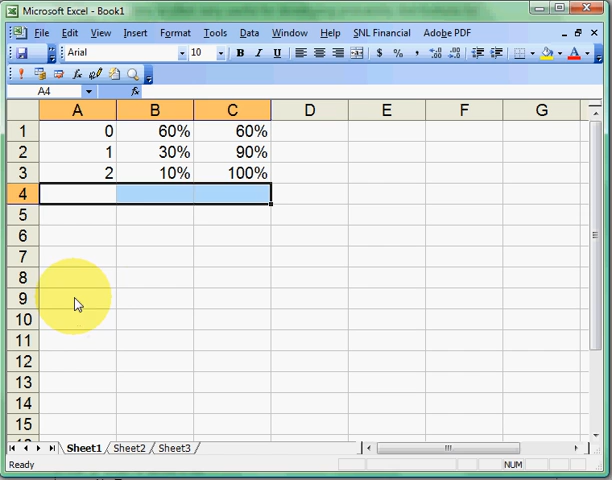 Microsoft Excel - Book1
File Edit View Insert Format Tools Data Window Help SNL Financial Adobe PDF
Arial 10 B I U $ %
A4 fx
A B C D E F G
1 0 60% 60%
2 1 30% 90%
3 2 10% 100%
4
5
6
7
8
9
10
11
12
13
14
15
Sheet1 Sheet2 Sheet3
Ready NUM